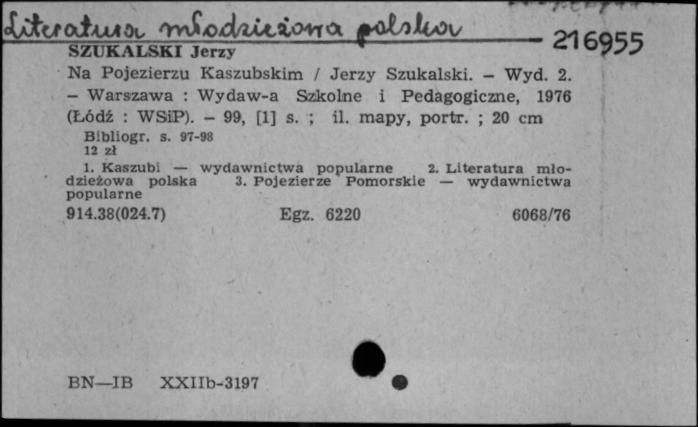 Literatura młodzieżowa polska
216955
SZUKALSKI Jerzy
Na Pojezierzu Kaszubskim / Jerzy Szukalski. – Wyd. 2.
– Warszawa : Wydaw-a Szkolne i Pedagogiczne, 1976
(Łódź : WSiP). – 99, [1] s. ; il. mapy, portr. ; 20 cm
Bibliogr. s. 97-98
12 zł
1. Kaszubi — wydawnictwa popularne 2. Literatura mło-
dzieżowa polska 3. Pojezierze Pomorskie — wydawnictwa
popularne
914.38(024.7) Egz. 6220 6068/76
BN—IB XXIIb-3197